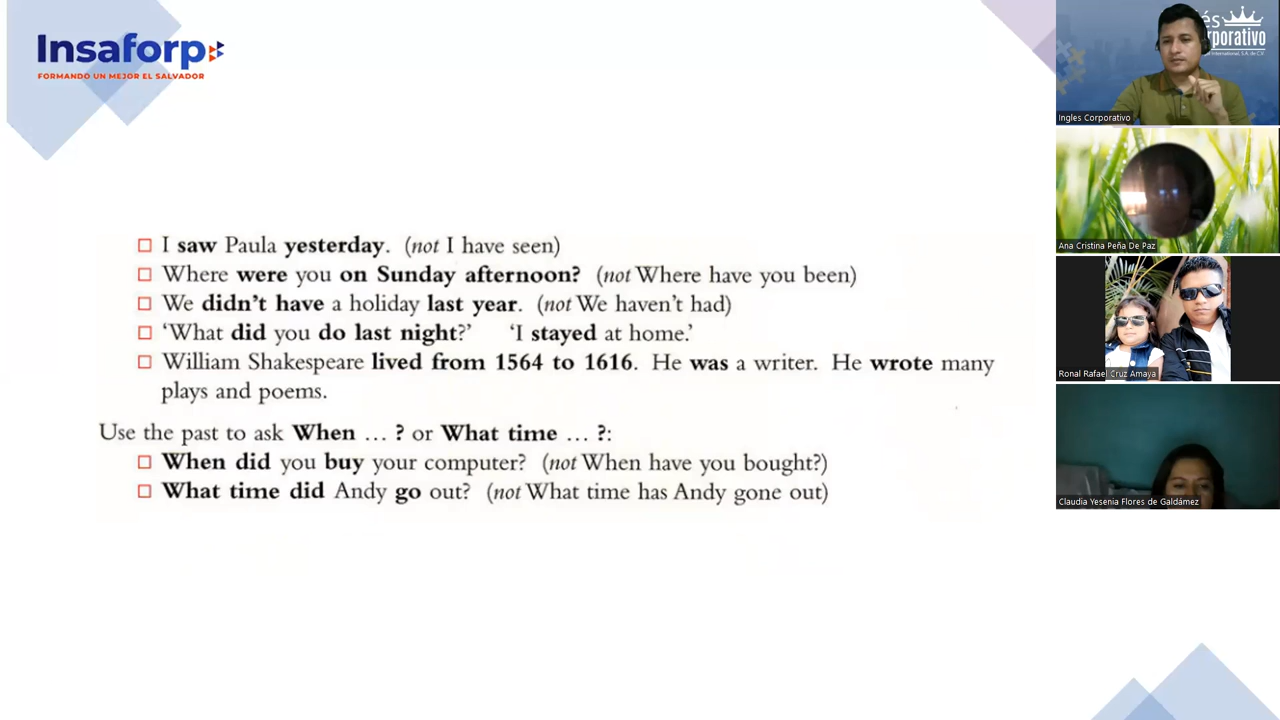 Insaforp
FORMANDO UN MEJOR EL SALVADOR
I saw Paula yesterday. (not I have seen)
Where were you on Sunday afternoon? (not Where have you been)
We didn't have a holiday last year. (not We haven't had)
'What did you do last night?' 'I stayed at home.'
William Shakespeare lived from 1564 to 1616. He was a writer. He wrote many
plays and poems.
Use the past to ask When ... ? or What time ... ?:
When did you buy your computer? (not When have you bought?)
What time did Andy go out? (not What time has Andy gone out)
és
rporativo
Ingles Corporativo
Ana Cristina Peña De Paz
Ronal Rafael Cruz Amaya
Claudia Yesenia Flores de Galdámez